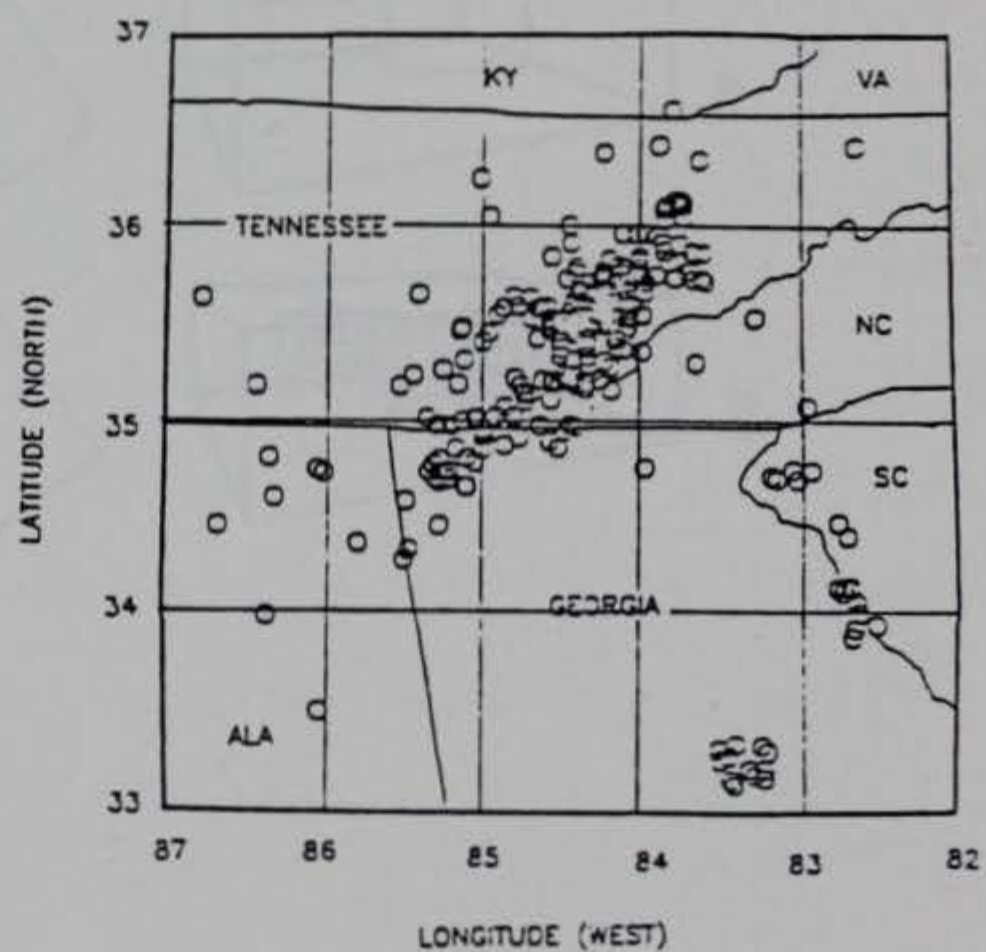 37
KY
VA
36
TENNESSEE
NC
35
SC
34
GEORGIA
ALA
33
87 86 85 84 83 82
LATITUDE (NORTH)
LONGITUDE (WEST)